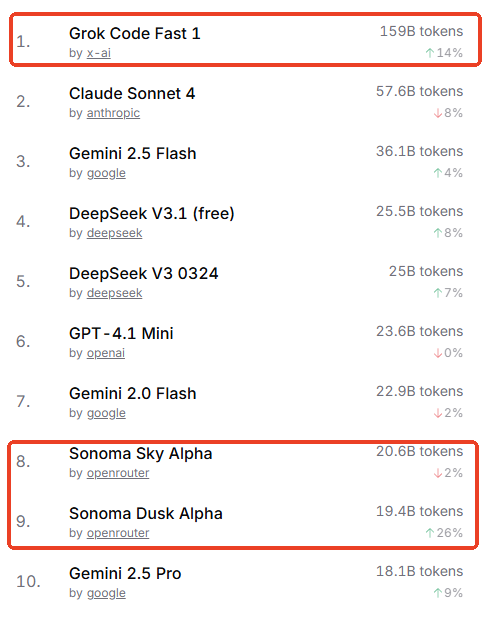 1.
Grok Code Fast 1
159B tokens
by x-ai
↑14%
2.
Claude Sonnet 4
57.6B tokens
by anthropic
↓8%
3.
Gemini 2.5 Flash
36.1B tokens
by google
↑4%
4.
DeepSeek V3.1 (free)
25.5B tokens
by deepseek
↑8%
5.
DeepSeek V3 0324
25B tokens
by deepseek
↑7%
6.
GPT-4.1 Mini
23.6B tokens
by openai
↓0%
7.
Gemini 2.0 Flash
22.9B tokens
by google
↓2%
8.
Sonoma Sky Alpha
20.6B tokens
by openrouter
↓2%
9.
Sonoma Dusk Alpha
19.4B tokens
by openrouter
↑26%
10.
Gemini 2.5 Pro
18.1B tokens
by google
↑9%